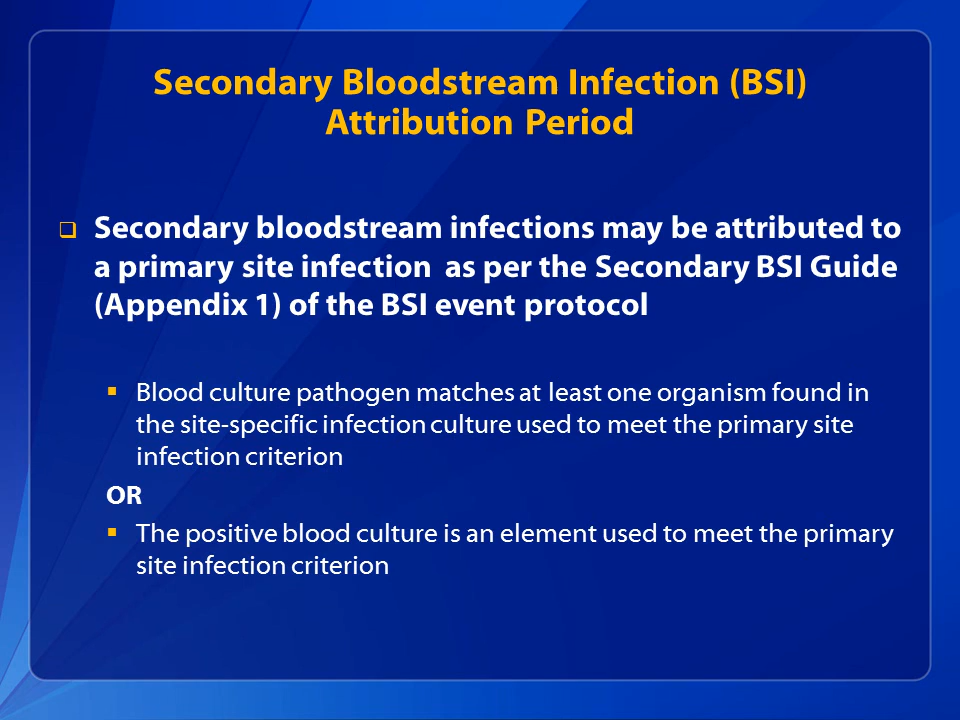 Secondary Bloodstream Infection (BSI)
Attribution Period
Secondary bloodstream infections may be attributed to
a primary site infection as per the Secondary BSI Guide
(Appendix 1) of the BSI event protocol
Blood culture pathogen matches at least one organism found in
the site-specific infection culture used to meet the primary site
infection criterion
OR
The positive blood culture is an element used to meet the primary
site infection criterion